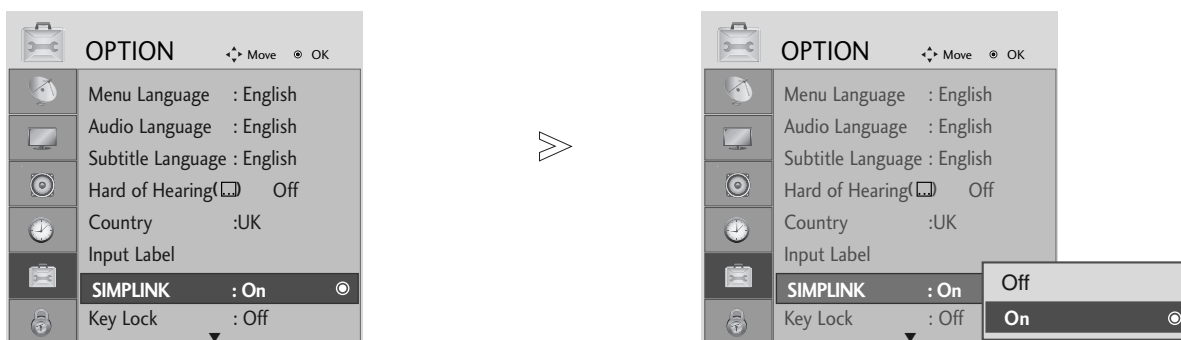 OPTION Move OK
Menu Language : English
Audio Language : English
Subtitle Language : English
Hard of Hearing( ) Off
Country :UK
Input Label
SIMPLINK : On
Key Lock : Off
OPTION Move OK
Menu Language : English
Audio Language : English
Subtitle Language : English
Hard of Hearing( ) Off
Country :UK
Input Label
SIMPLINK : On
Key Lock : Off
Off
On